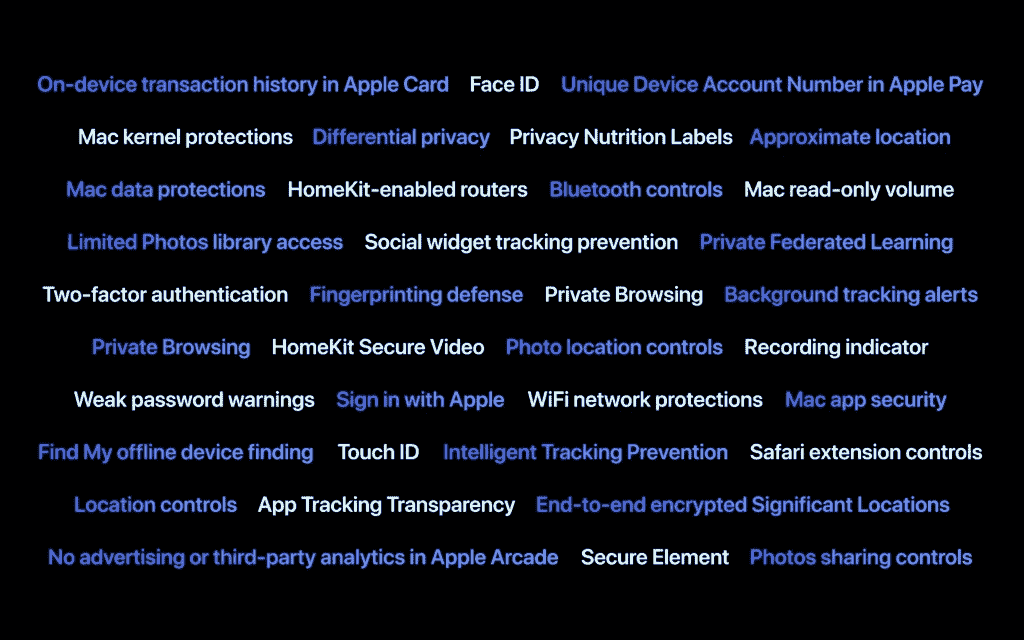 On-device transaction history in Apple Card Face ID Unique Device Account Number in Apple Pay
Mac kernel protections Differential privacy Privacy Nutrition Labels Approximate location
Mac data protections HomeKit-enabled routers Bluetooth controls Mac read-only volume
Limited Photos library access Social widget tracking prevention Private Federated Learning
Two-factor authentication Fingerprinting defense Private Browsing Background tracking alerts
Private Browsing HomeKit Secure Video Photo location controls Recording indicator
Weak password warnings Sign in with Apple WiFi network protections Mac app security
Find My offline device finding Touch ID Intelligent Tracking Prevention Safari extension controls
Location controls App Tracking Transparency End-to-end encrypted Significant Locations
No advertising or third-party analytics in Apple Arcade Secure Element Photos sharing controls